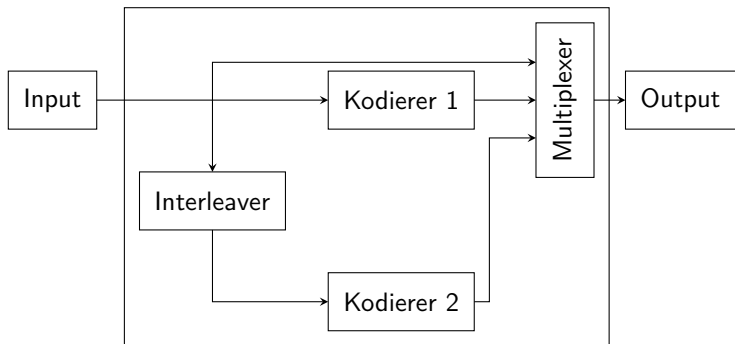 Input
Kodierer 1
Multiplexer
Output
Interleaver
Kodierer 2